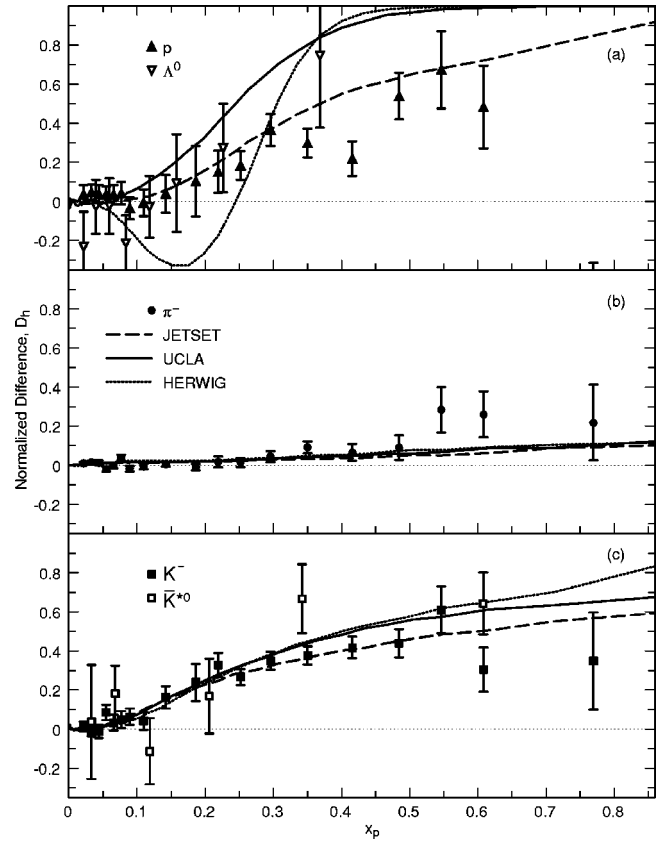 1
0.8
0.6
0.4
0.2
0
-0.2
p
Λ⁰
(a)
0.8
0.6
0.4
0.2
0
-0.2
π⁻
JETSET
UCLA
HERWIG
(b)
Normalized Difference, Dₕ
0.8
0.6
0.4
0.2
0
-0.2
K⁻
K̄*⁰
(c)
0 0.1 0.2 0.3 0.4 0.5 0.6 0.7 0.8
xₚ